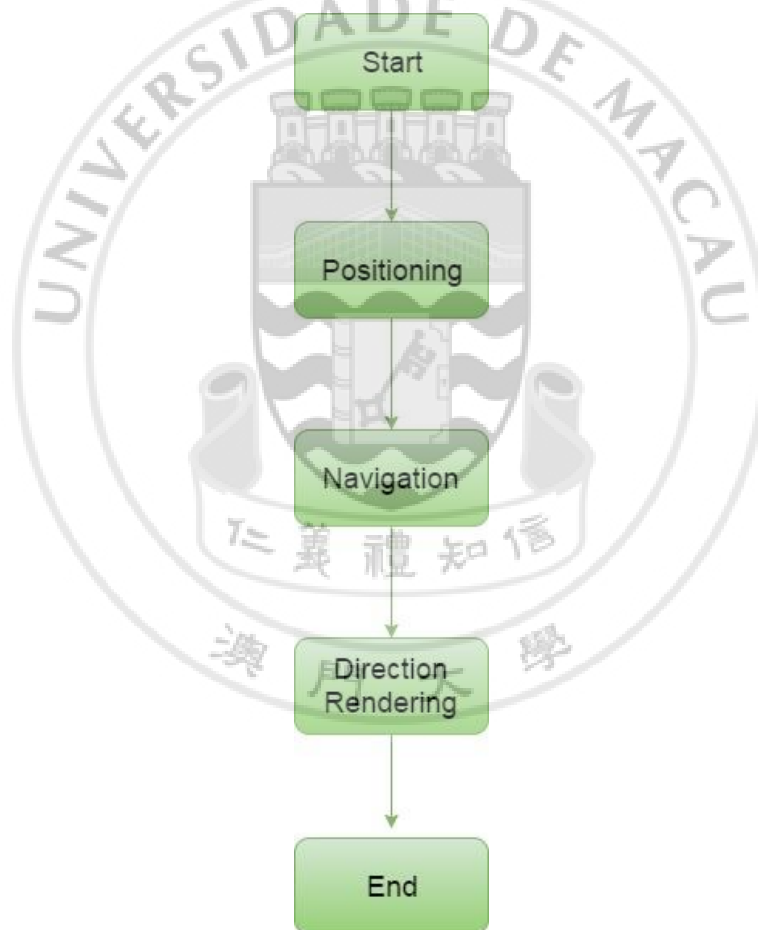 UNIVERSIDADE DE MACAU
Start
Positioning
Navigation
仁義禮知信
Direction
Rendering
澳門大學
End